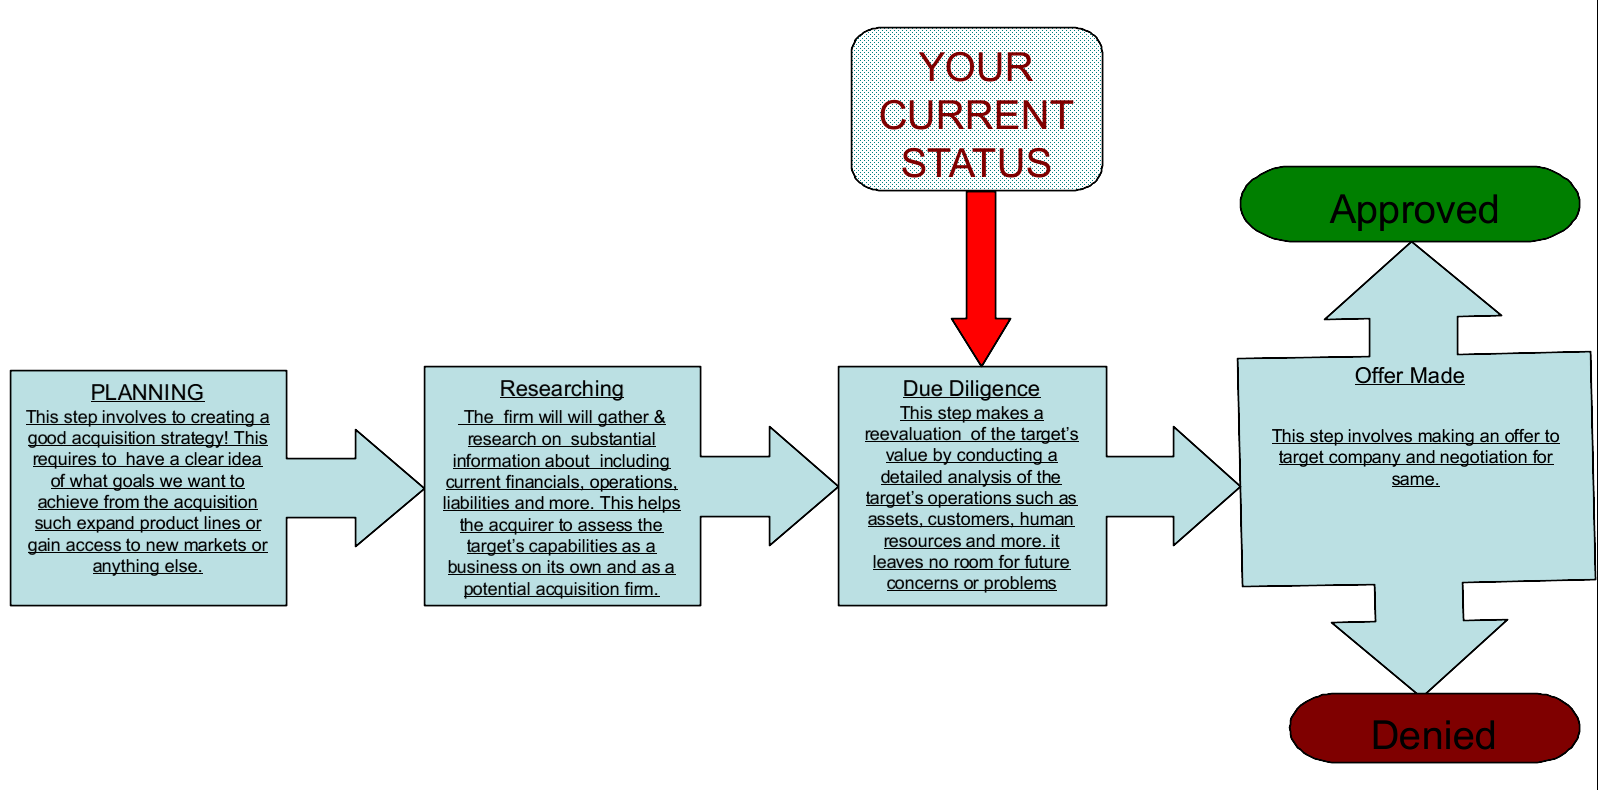 YOUR
CURRENT
STATUS
Approved
PLANNING
This step involves to creating a
good acquisition strategy! This
requires to have a clear idea
of what goals we want to
achieve from the acquisition
such expand product lines or
gain access to new markets or
anything else.
Researching
The firm will will gather &
research on substantial
information about including
current financials, operations,
liabilities and more. This helps
the acquirer to assess the
target's capabilities as a
business on its own and as a
potential acquisition firm.
Due Diligence
This step makes a
reevaluation of the target's
value by conducting a
detailed analysis of the
target's operations such as
assets, customers, human
resources and more. it
leaves no room for future
concerns or problems
Offer Made
This step involves making an offer to
target company and negotiation for
same.
Denied